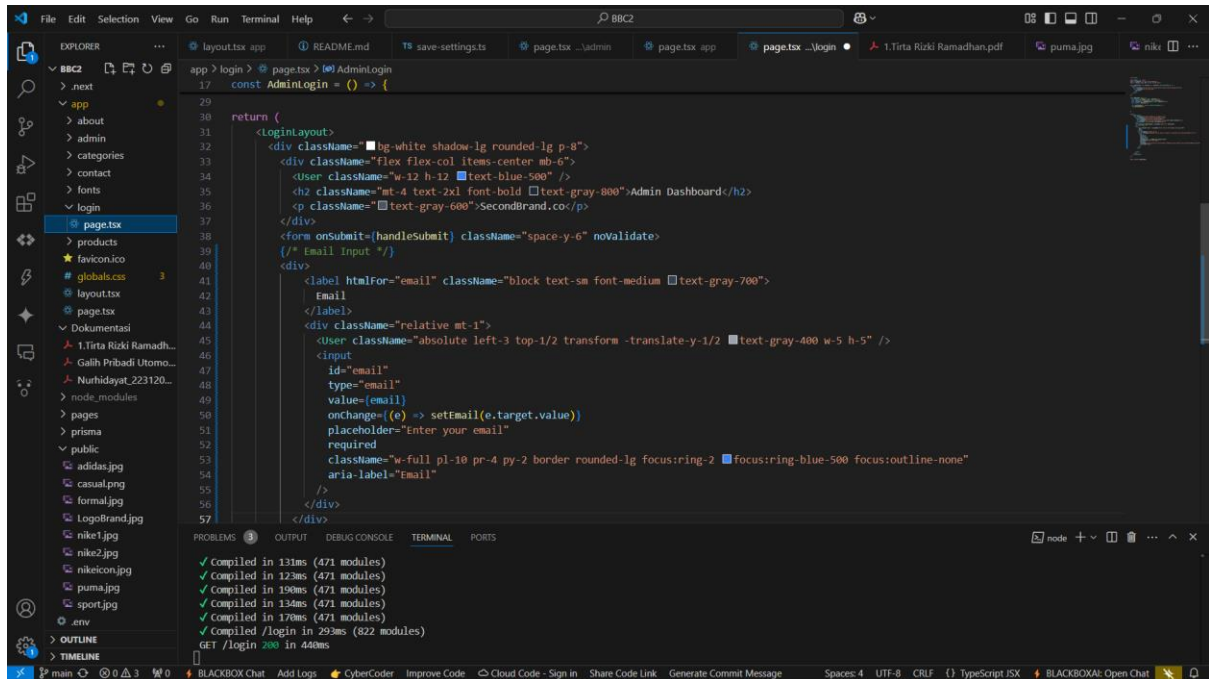 File Edit Selection View Go Run Terminal Help
BBC2
EXPLORER
layout.tsx app
README.md
save-settings.ts
page.tsx ...\admin
page.tsx app
page.tsx ...\login
1.Tirta Rizki Ramadhan.pdf
puma.jpg
BBC2
.next
app
about
admin
categories
contact
fonts
login
page.tsx
products
favicon.ico
globals.css 3
layout.tsx
page.tsx
Dokumentasi
1.Tirta Rizki Ramadh...
Galih Pribadi Utomo...
Nurhidayat_223120...
node_modules
pages
prisma
public
adidas.jpg
casual.png
formal.jpg
LogoBrand.jpg
nike1.jpg
nike2.jpg
nikeicon.jpg
puma.jpg
sport.jpg
.env
OUTLINE
TIMELINE
app > login > page.tsx > AdminLogin
17 const AdminLogin = () => {
29
30 return (
31 <LoginLayout>
32 <div className="bg-white shadow-lg rounded-lg p-8">
33 <div className="flex flex-col items-center mb-6">
34 <User className="w-12 h-12 text-blue-500" />
35 <h2 className="mt-4 text-2xl font-bold text-gray-800">Admin Dashboard</h2>
36 <p className="text-gray-600">SecondBrand.co</p>
37 </div>
38 <form onSubmit={handleSubmit} className="space-y-6" noValidate>
39 {/* Email Input */}
40 <div>
41 <label htmlFor="email" className="block text-sm font-medium text-gray-700">
42 Email
43 </label>
44 <div className="relative mt-1">
45 <User className="absolute left-3 top-1/2 transform -translate-y-1/2 text-gray-400 w-5 h-5" />
46 <input
47 id="email"
48 type="email"
49 value={email}
50 onChange={(e) => setEmail(e.target.value)}
51 placeholder="Enter your email"
52 required
53 className="w-full pl-10 pr-4 py-2 border rounded-lg focus:ring-2 focus:ring-blue-500 focus:outline-none"
54 aria-label="Email"
55 />
56 </div>
57 </div>
PROBLEMS 3 OUTPUT DEBUG CONSOLE TERMINAL PORTS
node
✓ Compiled in 131ms (471 modules)
✓ Compiled in 123ms (471 modules)
✓ Compiled in 190ms (471 modules)
✓ Compiled in 134ms (471 modules)
✓ Compiled in 170ms (471 modules)
✓ Compiled /login in 293ms (822 modules)
GET /login 200 in 440ms
main 0 3 0 BLACKBOX Chat Add Logs CyberCoder Improve Code Cloud Code - Sign in Share Code Link Generate Commit Message Spaces: 4 UTF-8 CRLF {} TypeScript JSX BLACKBOXAI: Open Chat